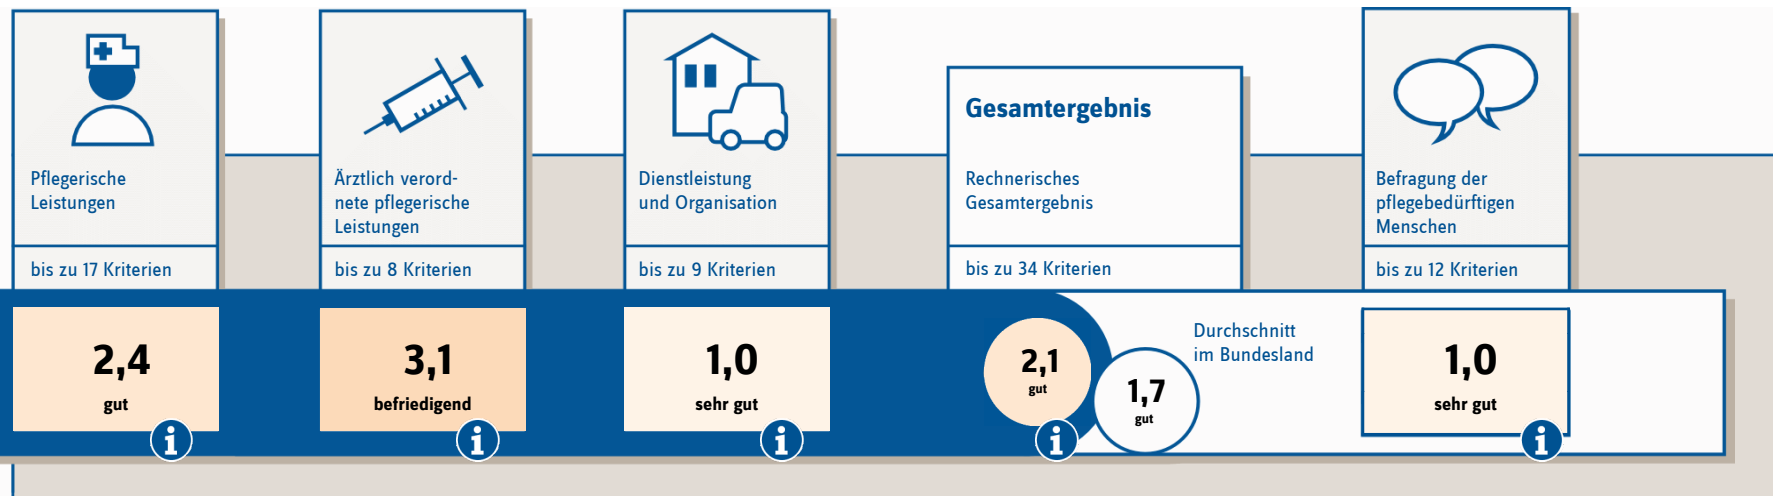 Pflegerische
Leistungen
bis zu 17 Kriterien
2,4
gut
i
Ärztlich verord-
nete pflegerische
Leistungen
bis zu 8 Kriterien
3,1
befriedigend
i
Dienstleistung
und Organisation
bis zu 9 Kriterien
1,0
sehr gut
i
Gesamtergebnis
Rechnerisches
Gesamtergebnis
bis zu 34 Kriterien
2,1
gut
i
1,7
gut
Durchschnitt
im Bundesland
Befragung der
pflegebedürftigen
Menschen
bis zu 12 Kriterien
1,0
sehr gut
i